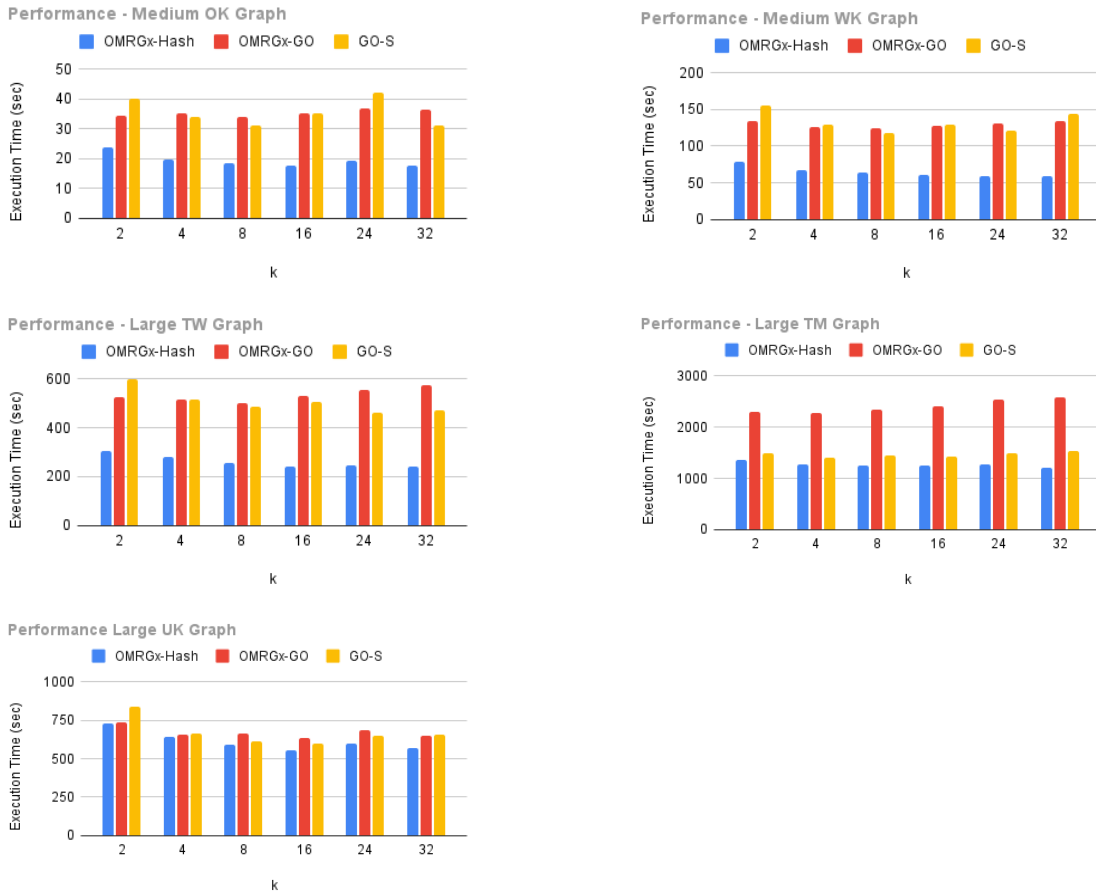 Performance - Medium OK Graph
OMRGx-Hash OMRGx-GO GO-S
Execution Time (sec)
50
40
30
20
10
0
2 4 8 16 24 32
k
Performance - Medium WK Graph
OMRGx-Hash OMRGx-GO GO-S
Execution Time (sec)
200
150
100
50
0
2 4 8 16 24 32
k
Performance - Large TW Graph
OMRGx-Hash OMRGx-GO GO-S
Execution Time (sec)
600
400
200
0
2 4 8 16 24 32
k
Performance - Large TM Graph
OMRGx-Hash OMRGx-GO GO-S
Execution Time (sec)
3000
2000
1000
0
2 4 8 16 24 32
k
Performance Large UK Graph
OMRGx-Hash OMRGx-GO GO-S
Execution Time (sec)
1000
750
500
250
0
2 4 8 16 24 32
k